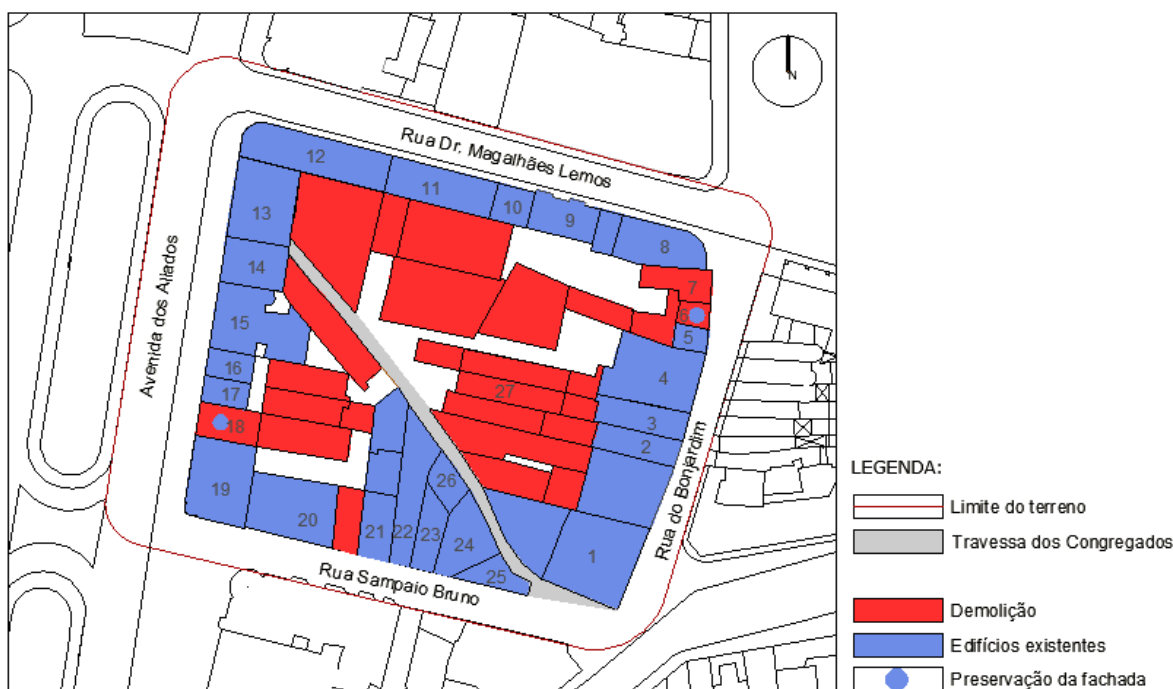 N
Rua Dr. Magalhães Lemos
12
11
10
9
8
13
7
14
6
5
15
4
16
27
17
3
18
2
26
19
20
21
22
23
24
1
25
Avenida dos Aliados
Rua do Bonjardim
Rua Sampaio Bruno
LEGENDA:
Limite do terreno
Travessa dos Congregados
Demolição
Edifícios existentes
Preservação da fachada